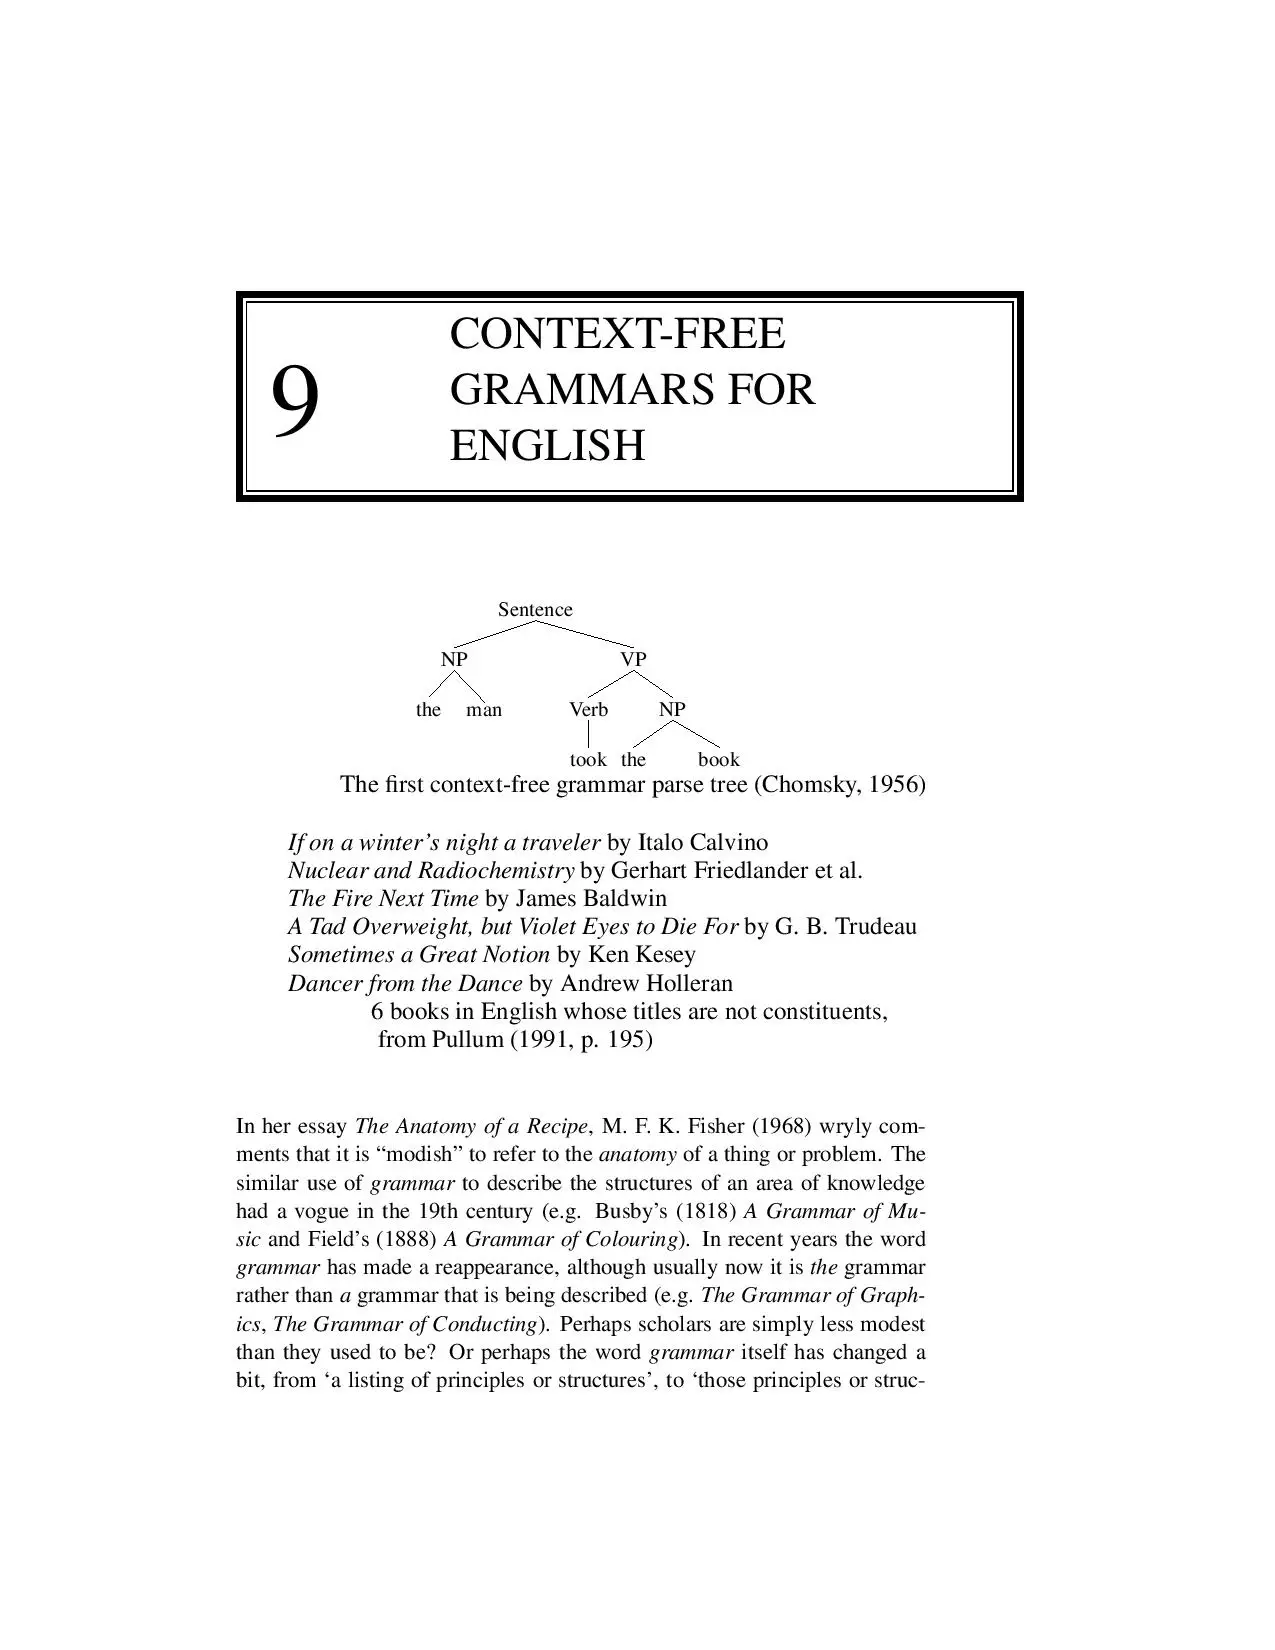 9
CONTEXT-FREE
GRAMMARS FOR
ENGLISH
Sentence
NP VP
the man Verb NP
took the book
The first context-free grammar parse tree (Chomsky, 1956)
If on a winter’s night a traveler by Italo Calvino
Nuclear and Radiochemistry by Gerhart Friedlander et al.
The Fire Next Time by James Baldwin
A Tad Overweight, but Violet Eyes to Die For by G. B. Trudeau
Sometimes a Great Notion by Ken Kesey
Dancer from the Dance by Andrew Holleran
6 books in English whose titles are not constituents,
from Pullum (1991, p. 195)
In her essay The Anatomy of a Recipe, M. F. K. Fisher (1968) wryly com-
ments that it is “modish” to refer to the anatomy of a thing or problem. The
similar use of grammar to describe the structures of an area of knowledge
had a vogue in the 19th century (e.g. Busby’s (1818) A Grammar of Mu-
sic and Field’s (1888) A Grammar of Colouring). In recent years the word
grammar has made a reappearance, although usually now it is the grammar
rather than a grammar that is being described (e.g. The Grammar of Graph-
ics, The Grammar of Conducting). Perhaps scholars are simply less modest
than they used to be? Or perhaps the word grammar itself has changed a
bit, from ‘a listing of principles or structures’, to ‘those principles or struc-